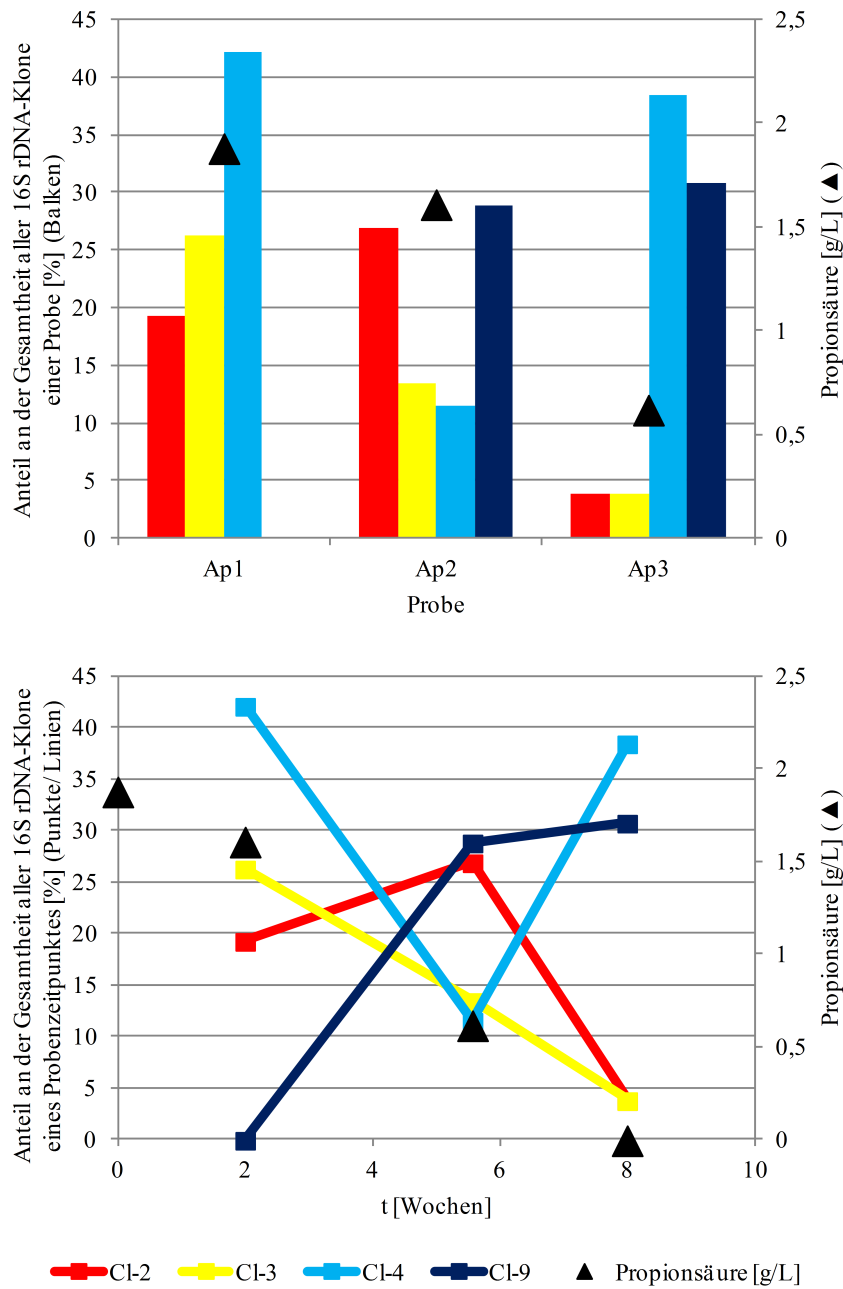 Anteil an der Gesamtheit aller 16S rDNA-Klone
einer Probe [%] (Balken)
45
40
35
30
25
20
15
10
5
0
2,5
2
1,5
1
0,5
0
Propionsäure [g/L] (▲)
Ap1 Ap2 Ap3
Probe
Anteil an der Gesamtheit aller 16S rDNA-Klone
eines Probenzeitpunktes [%] (Punkte/ Linien)
45
40
35
30
25
20
15
10
5
0
2,5
2
1,5
1
0,5
0
Propionsäure [g/L] (▲)
0 2 4 6 8 10
t [Wochen]
Cl-2 Cl-3 Cl-4 Cl-9 Propionsäure [g/L]